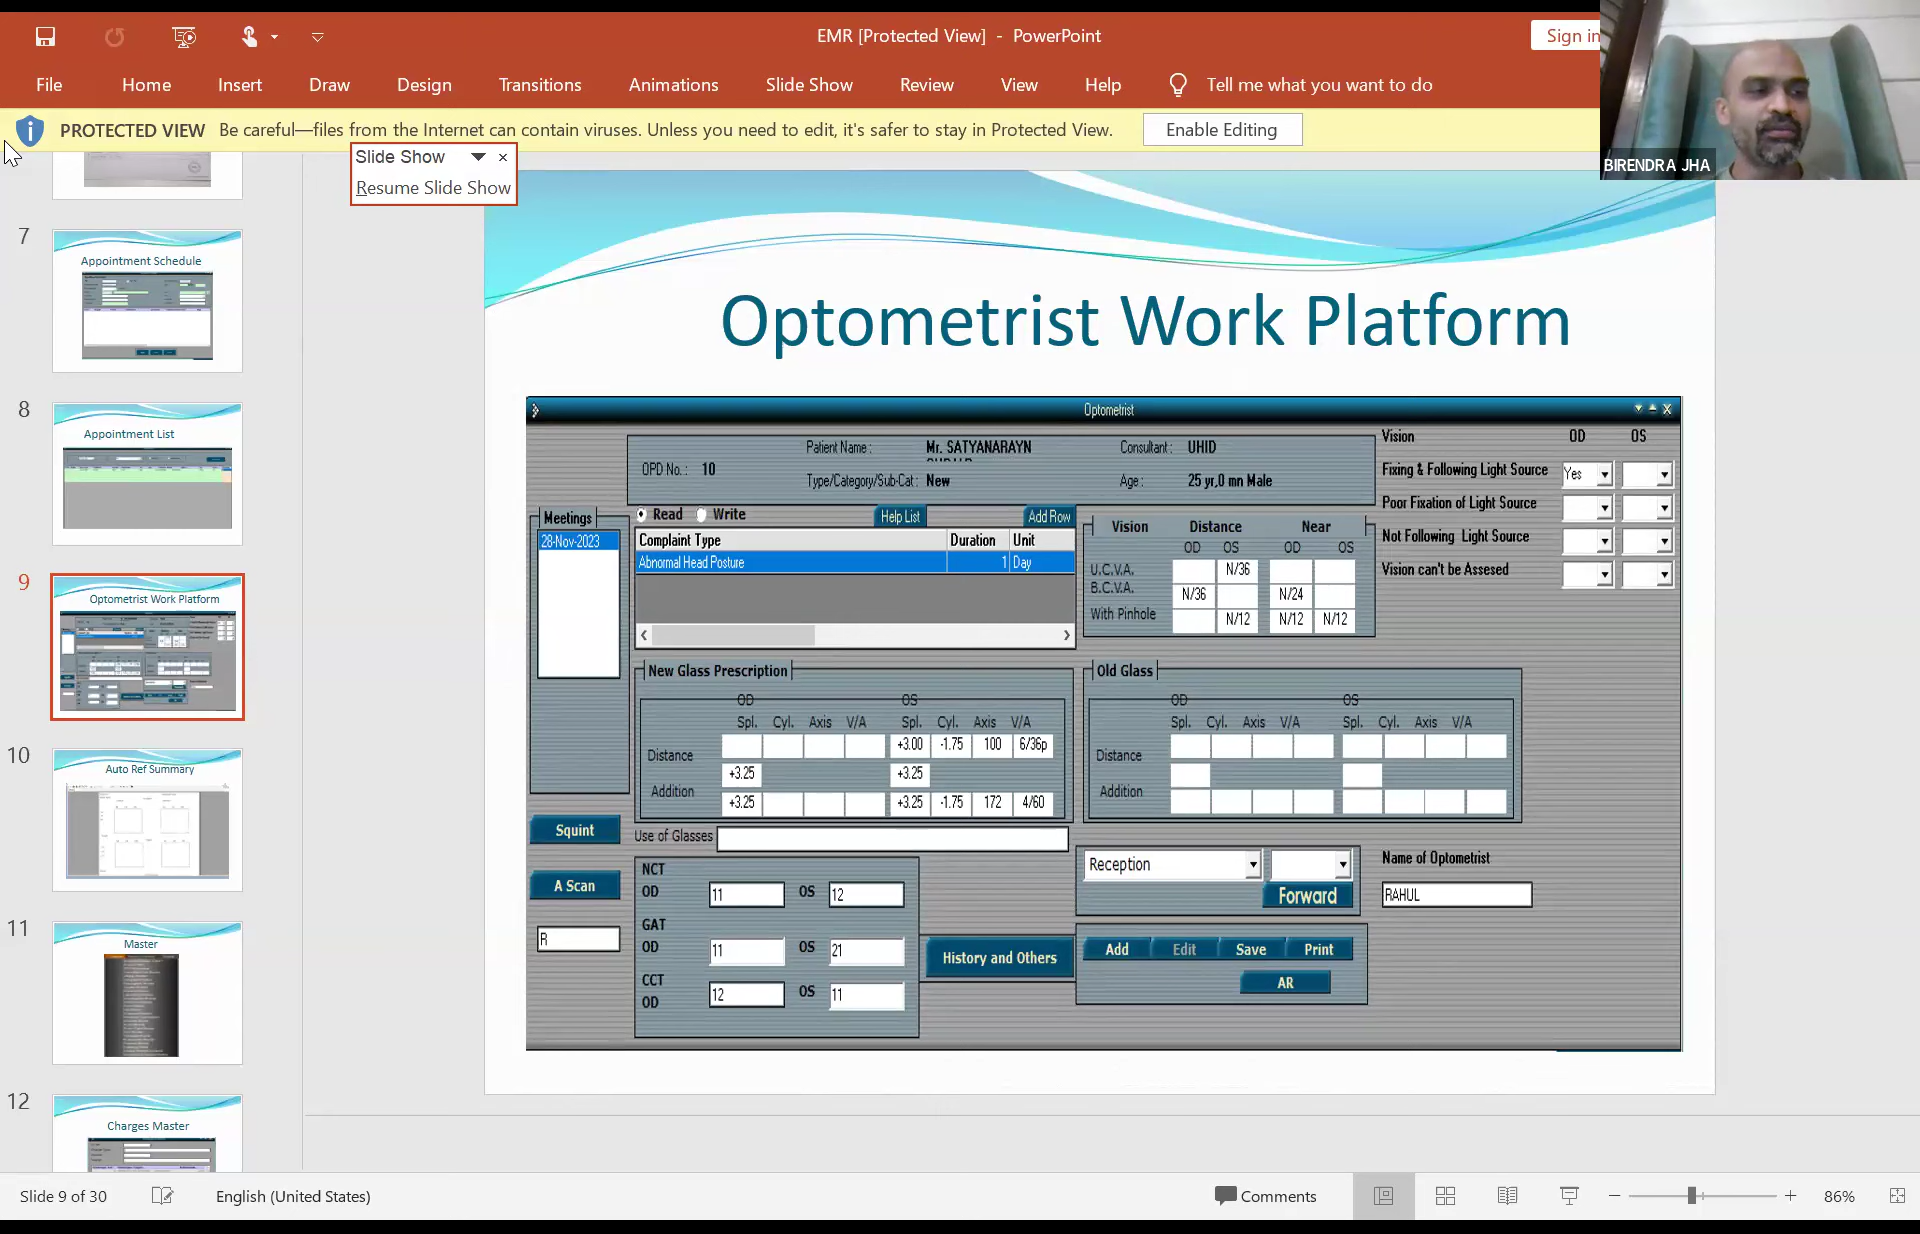 EMR [Protected View] - PowerPoint
Sign in
File Home Insert Draw Design Transitions Animations Slide Show Review View Help Tell me what you want to do
PROTECTED VIEW Be careful—files from the Internet can contain viruses. Unless you need to edit, it's safer to stay in Protected View. Enable Editing
BIRENDRA JHA
Slide Show
Resume Slide Show
7
Appointment Schedule
8
Appointment List
9
Optometrist Work Platform
10
Auto Ref Summary
11
Master
12
Charges Master
Optometrist Work Platform
Optometrist
OPD No. : 10
Patient Name : Mr. SATYANARAYN
Consultant : UHID
Type/Category/Sub-Cat : New
Age : 25 yr,0 mn Male
Vision OD OS
Fixing & Following Light Source Yes
Poor Fixation of Light Source
Not Following Light Source
Vision can't be Assesed
Meetings
28-Nov-2023
Read Write Help List Add Row
Complaint Type Duration Unit
Abnormal Head Posture 1 Day
Vision Distance Near
OD OS OD OS
U.C.V.A. N/36
B.C.V.A. N/36 N/24
With Pinhole N/12 N/12 N/12
New Glass Prescription
OD OS
Spl. Cyl. Axis V/A Spl. Cyl. Axis V/A
Distance +3.00 -1.75 100 6/36p
+3.25 +3.25
Addition +3.25 +3.25 -1.75 172 4/60
Old Glass
OD OS
Spl. Cyl. Axis V/A Spl. Cyl. Axis V/A
Distance
Addition
Squint
Use of Glasses
A Scan
R
NCT
OD 11 OS 12
GAT
OD 11 OS 21
CCT
OD 12 OS 11
History and Others
Reception
Forward
Name of Optometrist
RAHUL
Add Edit Save Print
AR
Slide 9 of 30 English (United States) Comments 86%